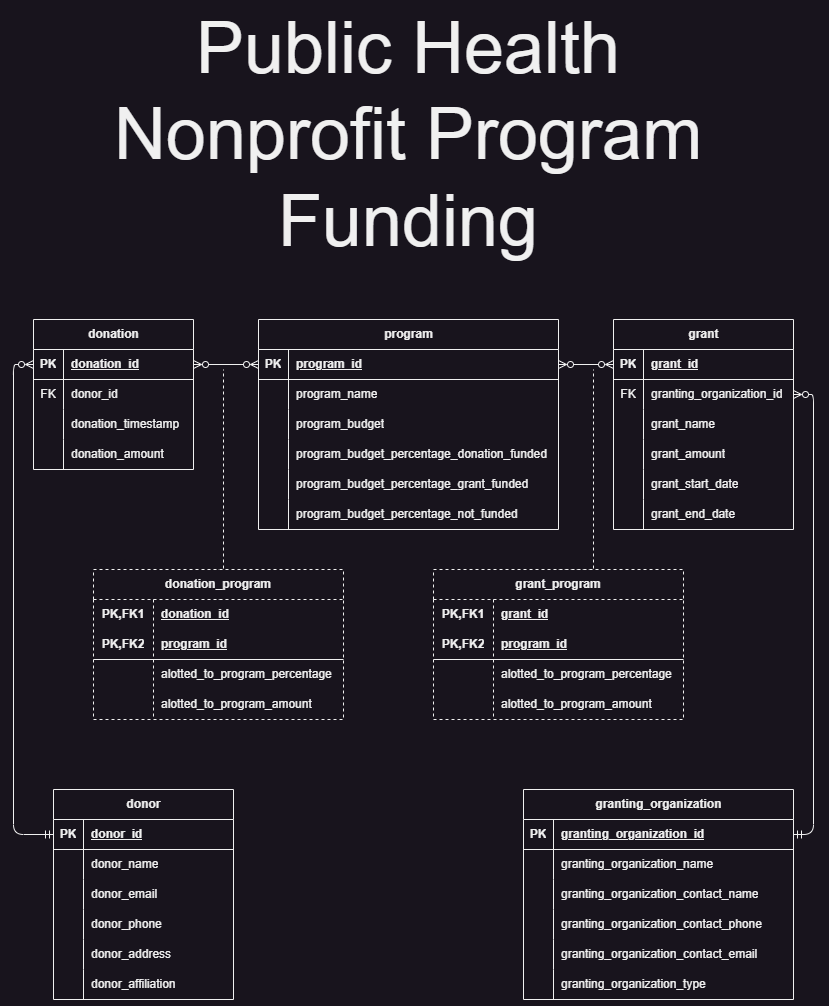 Public Health
Nonprofit Program
Funding
donation
PK donation_id
FK donor_id
donation_timestamp
donation_amount
program
PK program_id
program_name
program_budget
program_budget_percentage_donation_funded
program_budget_percentage_grant_funded
program_budget_percentage_not_funded
grant
PK grant_id
FK granting_organization_id
grant_name
grant_amount
grant_start_date
grant_end_date
donation_program
PK,FK1 donation_id
PK,FK2 program_id
alotted_to_program_percentage
alotted_to_program_amount
grant_program
PK,FK1 grant_id
PK,FK2 program_id
alotted_to_program_percentage
alotted_to_program_amount
donor
PK donor_id
donor_name
donor_email
donor_phone
donor_address
donor_affiliation
granting_organization
PK granting_organization_id
granting_organization_name
granting_organization_contact_name
granting_organization_contact_phone
granting_organization_contact_email
granting_organization_type